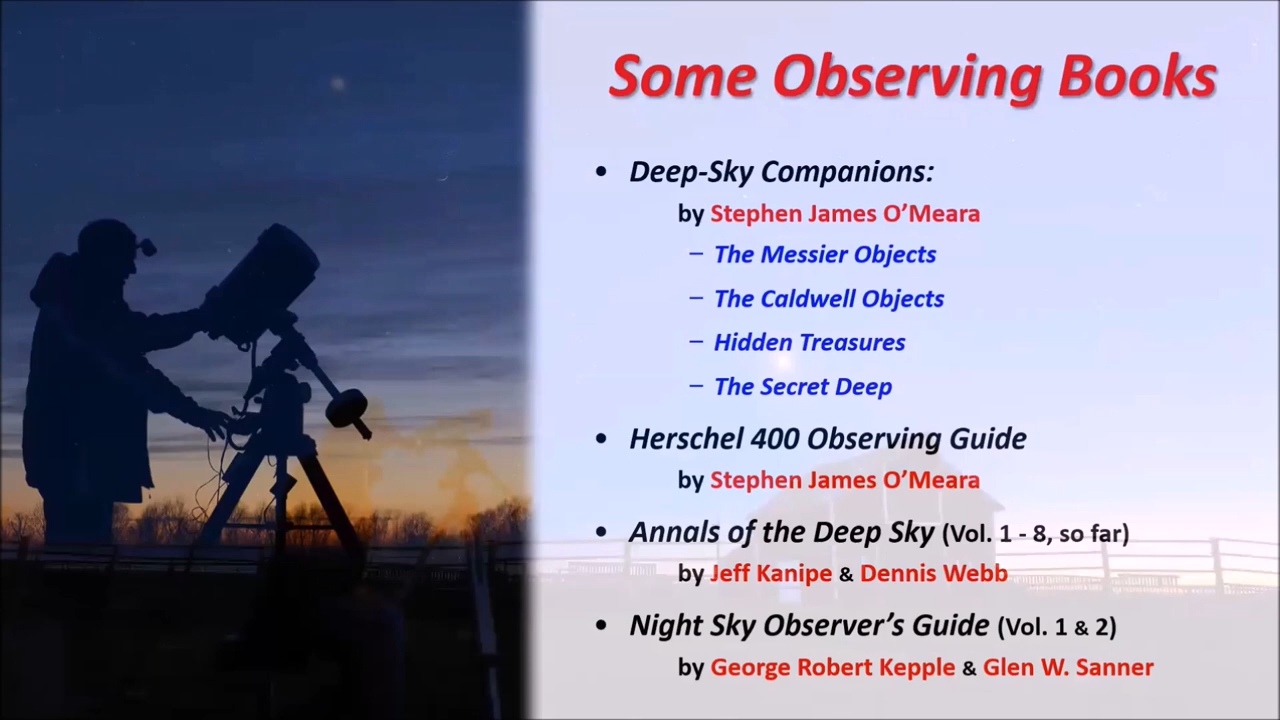 Some Observing Books
• Deep-Sky Companions:
by Stephen James O’Meara
– The Messier Objects
– The Caldwell Objects
– Hidden Treasures
– The Secret Deep
• Herschel 400 Observing Guide
by Stephen James O’Meara
• Annals of the Deep Sky (Vol. 1 - 8, so far)
by Jeff Kanipe & Dennis Webb
• Night Sky Observer’s Guide (Vol. 1 & 2)
by George Robert Kepple & Glen W. Sanner